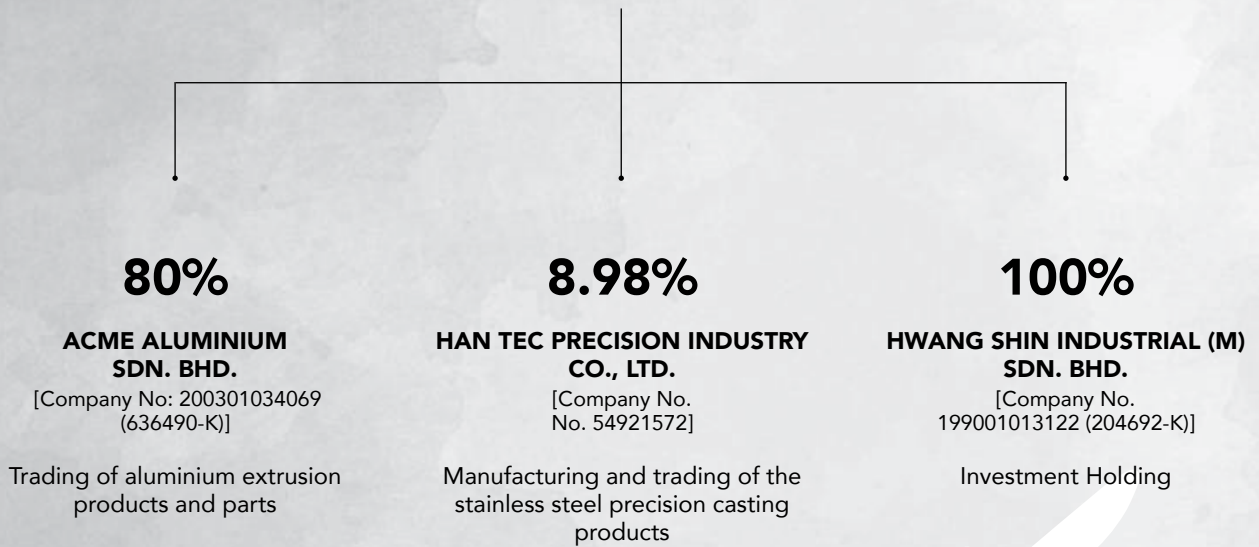 80%
ACME ALUMINIUM
SDN. BHD.
[Company No: 200301034069
(636490-K)]
Trading of aluminium extrusion
products and parts
8.98%
HAN TEC PRECISION INDUSTRY
CO., LTD.
[Company No.
No. 54921572]
Manufacturing and trading of the
stainless steel precision casting
products
100%
HWANG SHIN INDUSTRIAL (M)
SDN. BHD.
[Company No.
199001013122 (204692-K)]
Investment Holding